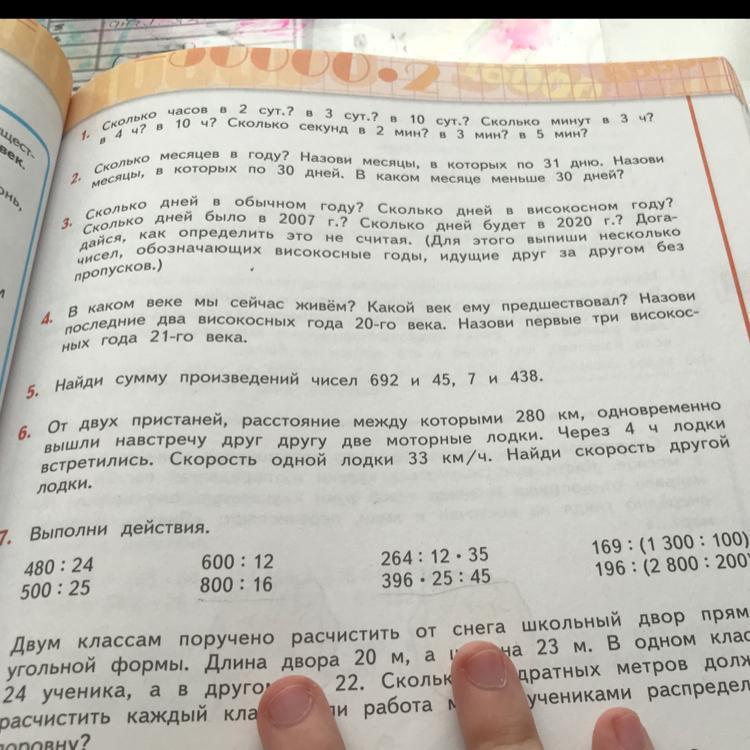 1. Сколько часов в 2 сут.? в 3 сут.? в 10 сут.? Сколько минут в 3 ч?
в 4 ч? в 10 ч? Сколько секунд в 2 мин? в 3 мин? в 5 мин?
2. Сколько месяцев в году? Назови месяцы, в которых по 31 дню. Назови
месяцы, в которых по 30 дней. В каком месяце меньше 30 дней?
3. Сколько дней в обычном году? Сколько дней в високосном году?
Сколько дней было в 2007 г.? Сколько дней будет в 2020 г.? Дога-
дайся, как определить это не считая. (Для этого выпиши несколько
чисел, обозначающих високосные годы, идущие друг за другом без
пропусков.)
4. В каком веке мы сейчас живём? Какой век ему предшествовал? Назови
последние два високосных года 20-го века. Назови первые три високос-
ных года 21-го века.
5. Найди сумму произведений чисел 692 и 45, 7 и 438.
6. От двух пристаней, расстояние между которыми 280 км, одновременно
вышли навстречу друг другу две моторные лодки. Через 4 ч лодки
встретились. Скорость одной лодки 33 км/ч. Найди скорость другой
лодки.
7. Выполни действия.
480 : 24 600 : 12 264 : 12 · 35 169 : (1 300 : 100)
500 : 25 800 : 16 396 · 25 : 45 196 : (2 800 : 200)
Двум классам поручено расчистить от снега школьный двор прям
угольной формы. Длина двора 20 м, а на 23 м. В одном клас
24 ученика, а в друго 22. Сколь дратных метров долж
расчистить каждый кла ли работа м учениками распредел
поровну?